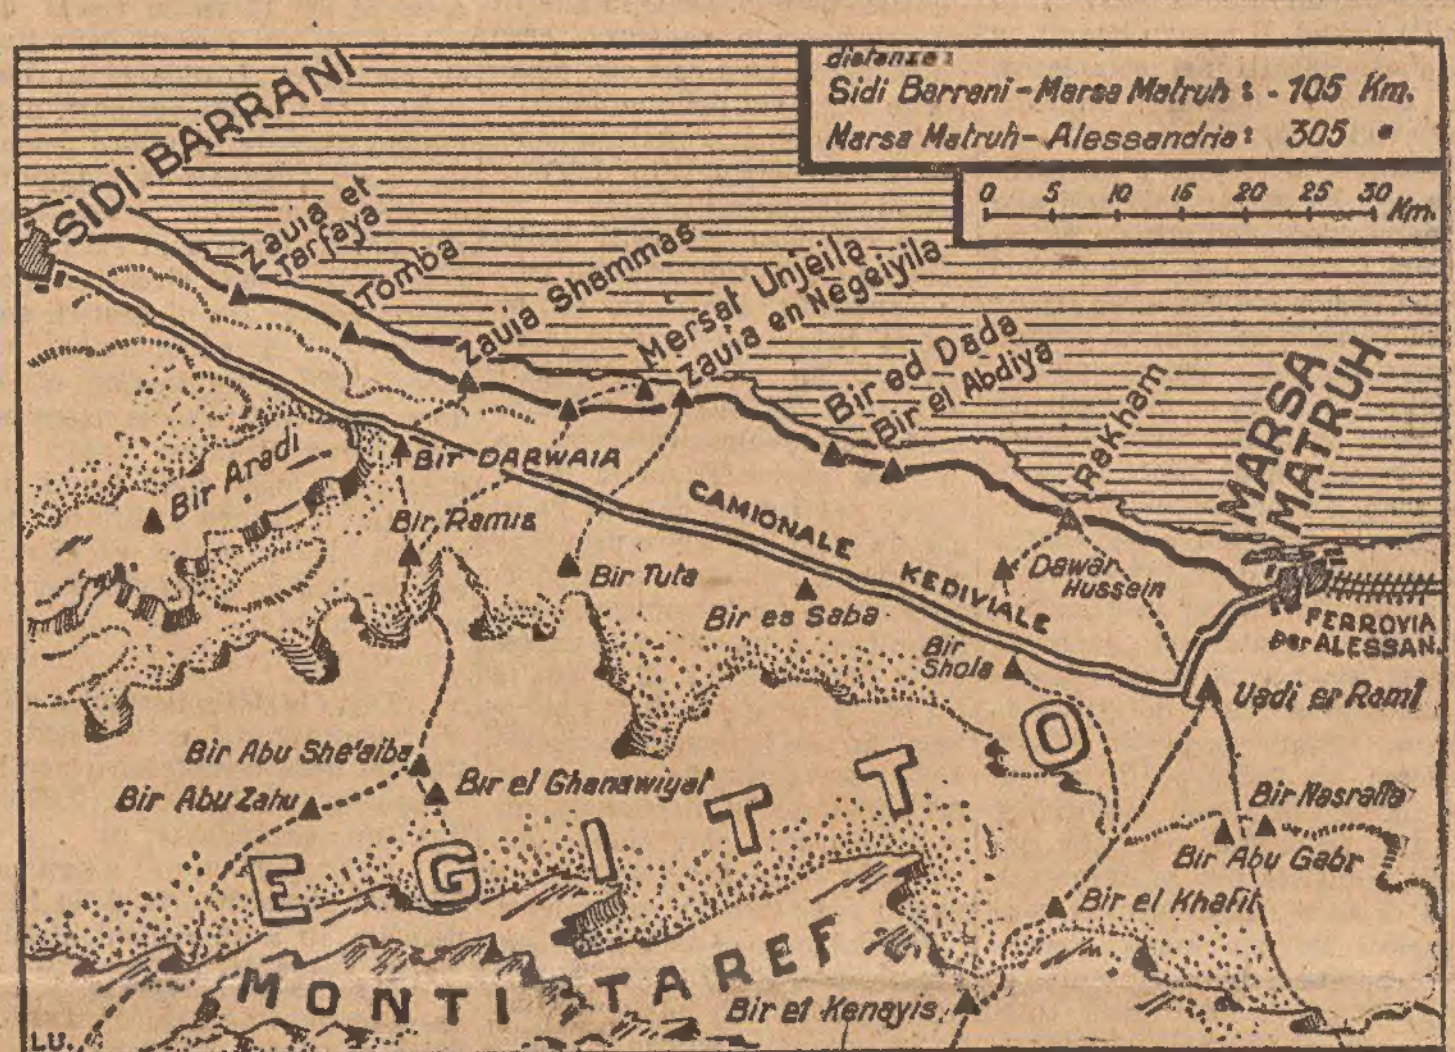 distanze:
Sidi Barrani-Marsa Matruh: - 105 Km.
Marsa Matruh-Alessandria: 305 "
0 5 10 15 20 25 30 Km.
SIDI BARRANI
Zauia et
Tarfaya
Tomba
Zauia Shammas
Mersat Unjeila
Zauia en Negeiyila
Bir ed Dada
Bir el Abdiya
Rakham
MARSA
MATRUH
Bir Aradi
Bir DARWAIA
Bir Ramia
Bir Tuta
CAMIONALE KEDIVIALE
Bir es Saba
Dawar
Hussein
FERROVIA
per ALESSAN.
Bir
Shola
Uadi er Raml
Bir Abu She'aiba
Bir Abu Zahu
Bir el Ghanawiyat
Bir Nasralla
Bir Abu Gabr
EGITTO
Bir el Khafif
MONTI TAREF
Bir el Kenayis
LU.